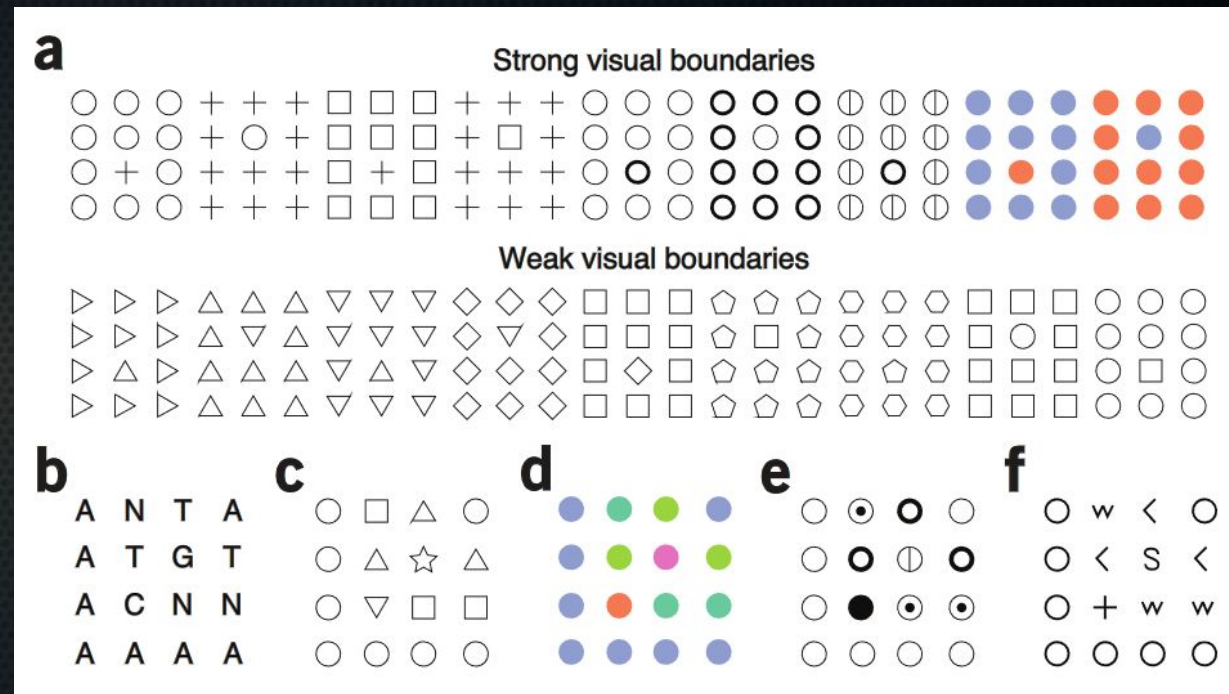 a
Strong visual boundaries
Weak visual boundaries
b
A N T A
A T G T
A C N N
A A A A
c
d
e
f
w <
< S <
+ w w